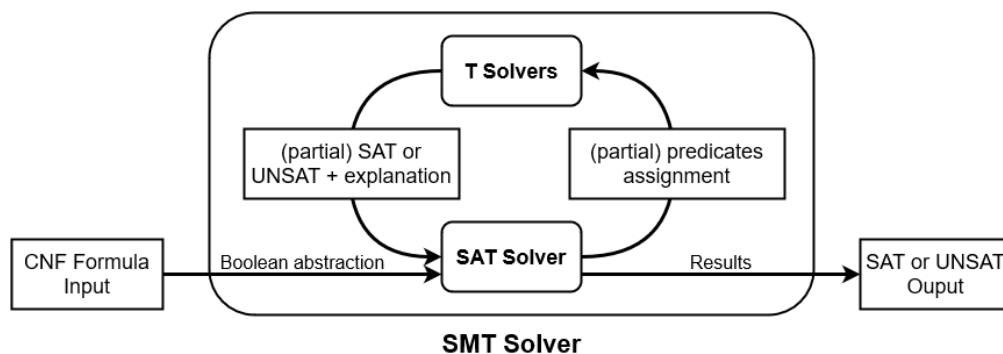 T Solvers
(partial) SAT or
UNSAT + explanation
(partial) predicates
assignment
CNF Formula
Input
Boolean abstraction
SAT Solver
Results
SAT or UNSAT
Ouput
SMT Solver